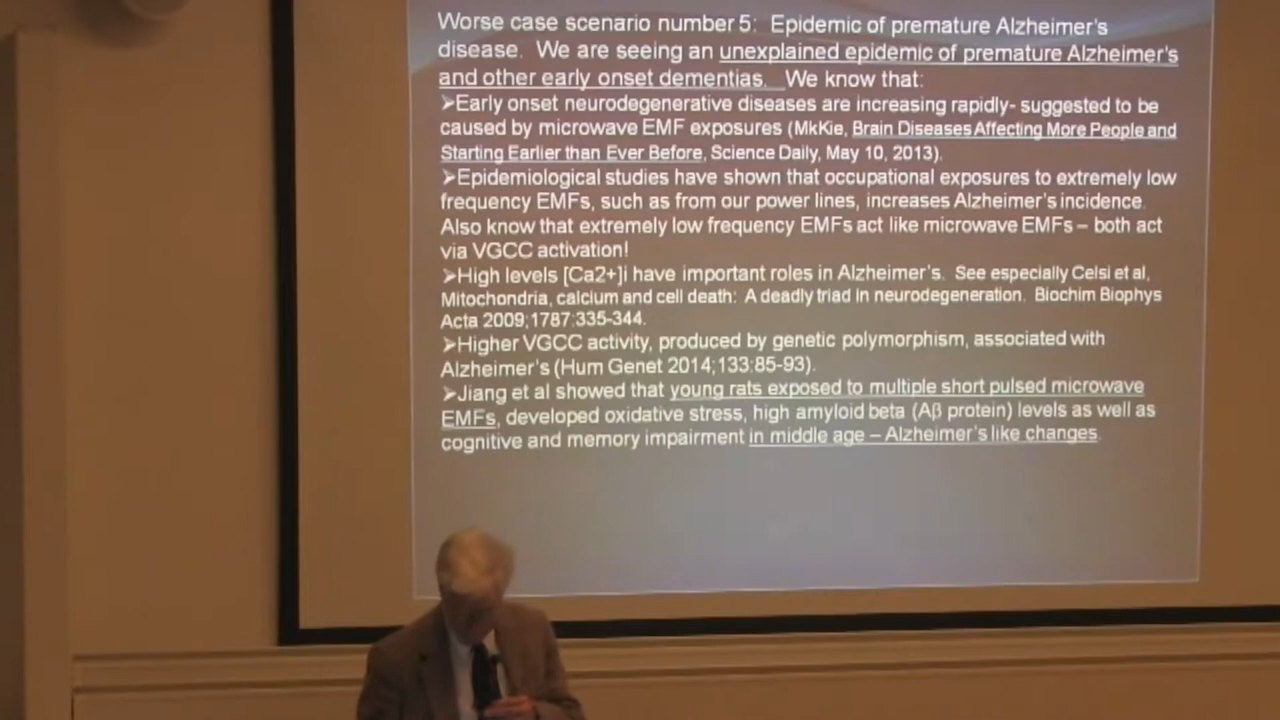 Worse case scenario number 5: Epidemic of premature Alzheimer's
disease. We are seeing an unexplained epidemic of premature Alzheimer's
and other early onset dementias. We know that:
➢Early onset neurodegenerative diseases are increasing rapidly- suggested to be
caused by microwave EMF exposures (MkKie, Brain Diseases Affecting More People and
Starting Earlier than Ever Before, Science Daily, May 10, 2013).
➢Epidemiological studies have shown that occupational exposures to extremely low
frequency EMFs, such as from our power lines, increases Alzheimer's incidence.
Also know that extremely low frequency EMFs act like microwave EMFs – both act
via VGCC activation!
➢High levels [Ca2+]i have important roles in Alzheimer's. See especially Celsi et al,
Mitochondria, calcium and cell death: A deadly triad in neurodegeneration. Biochim Biophys
Acta 2009;1787:335-344.
➢Higher VGCC activity, produced by genetic polymorphism, associated with
Alzheimer's (Hum Genet 2014;133:85-93).
➢Jiang et al showed that young rats exposed to multiple short pulsed microwave
EMFs, developed oxidative stress, high amyloid beta (Aβ protein) levels as well as
cognitive and memory impairment in middle age – Alzheimer's like changes.